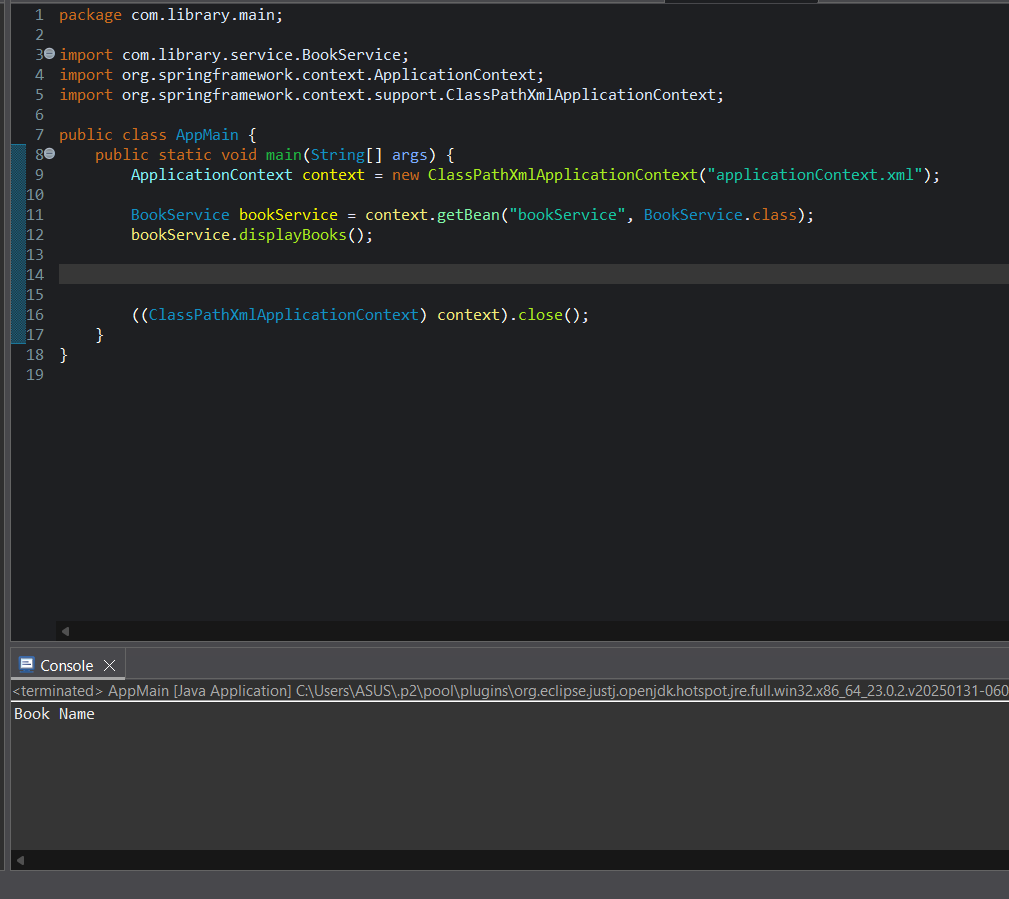 1 package com.library.main;
2
3 import com.library.service.BookService;
4 import org.springframework.context.ApplicationContext;
5 import org.springframework.context.support.ClassPathXmlApplicationContext;
6
7 public class AppMain {
8     public static void main(String[] args) {
9         ApplicationContext context = new ClassPathXmlApplicationContext("applicationContext.xml");
10
11         BookService bookService = context.getBean("bookService", BookService.class);
12         bookService.displayBooks();
13
14
15
16         ((ClassPathXmlApplicationContext) context).close();
17     }
18 }
19
Console
<terminated> AppMain [Java Application] C:\Users\ASUS\.p2\pool\plugins\org.eclipse.justj.openjdk.hotspot.jre.full.win32.x86_64_23.0.2.v20250131-060
Book Name